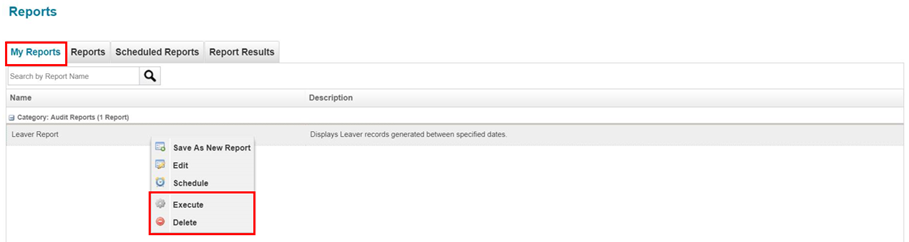 Reports
My Reports Reports Scheduled Reports Report Results
Search by Report Name
Name Description
Category: Audit Reports (1 Report)
Leaver Report Displays Leaver records generated between specified dates.
Save As New Report
Edit
Schedule
Execute
Delete